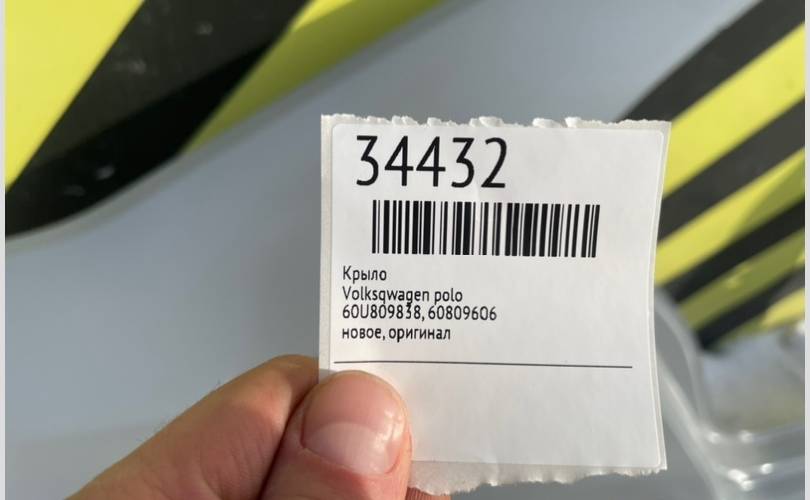 34432
Крыло
Volksqwagen polo
60U809838, 60809606
новое, оригинал